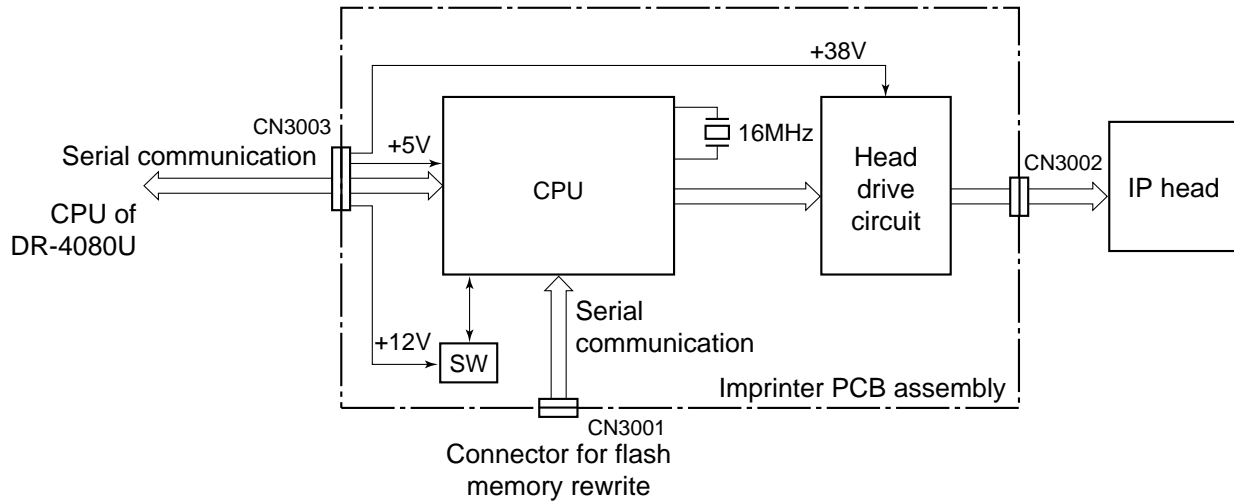 +38V
CN3003
Serial communication
+5V
16MHz
CPU
Head
drive
circuit
CN3002
IP head
CPU of
DR-4080U
+12V
SW
Serial
communication
Imprinter PCB assembly
CN3001
Connector for flash
memory rewrite